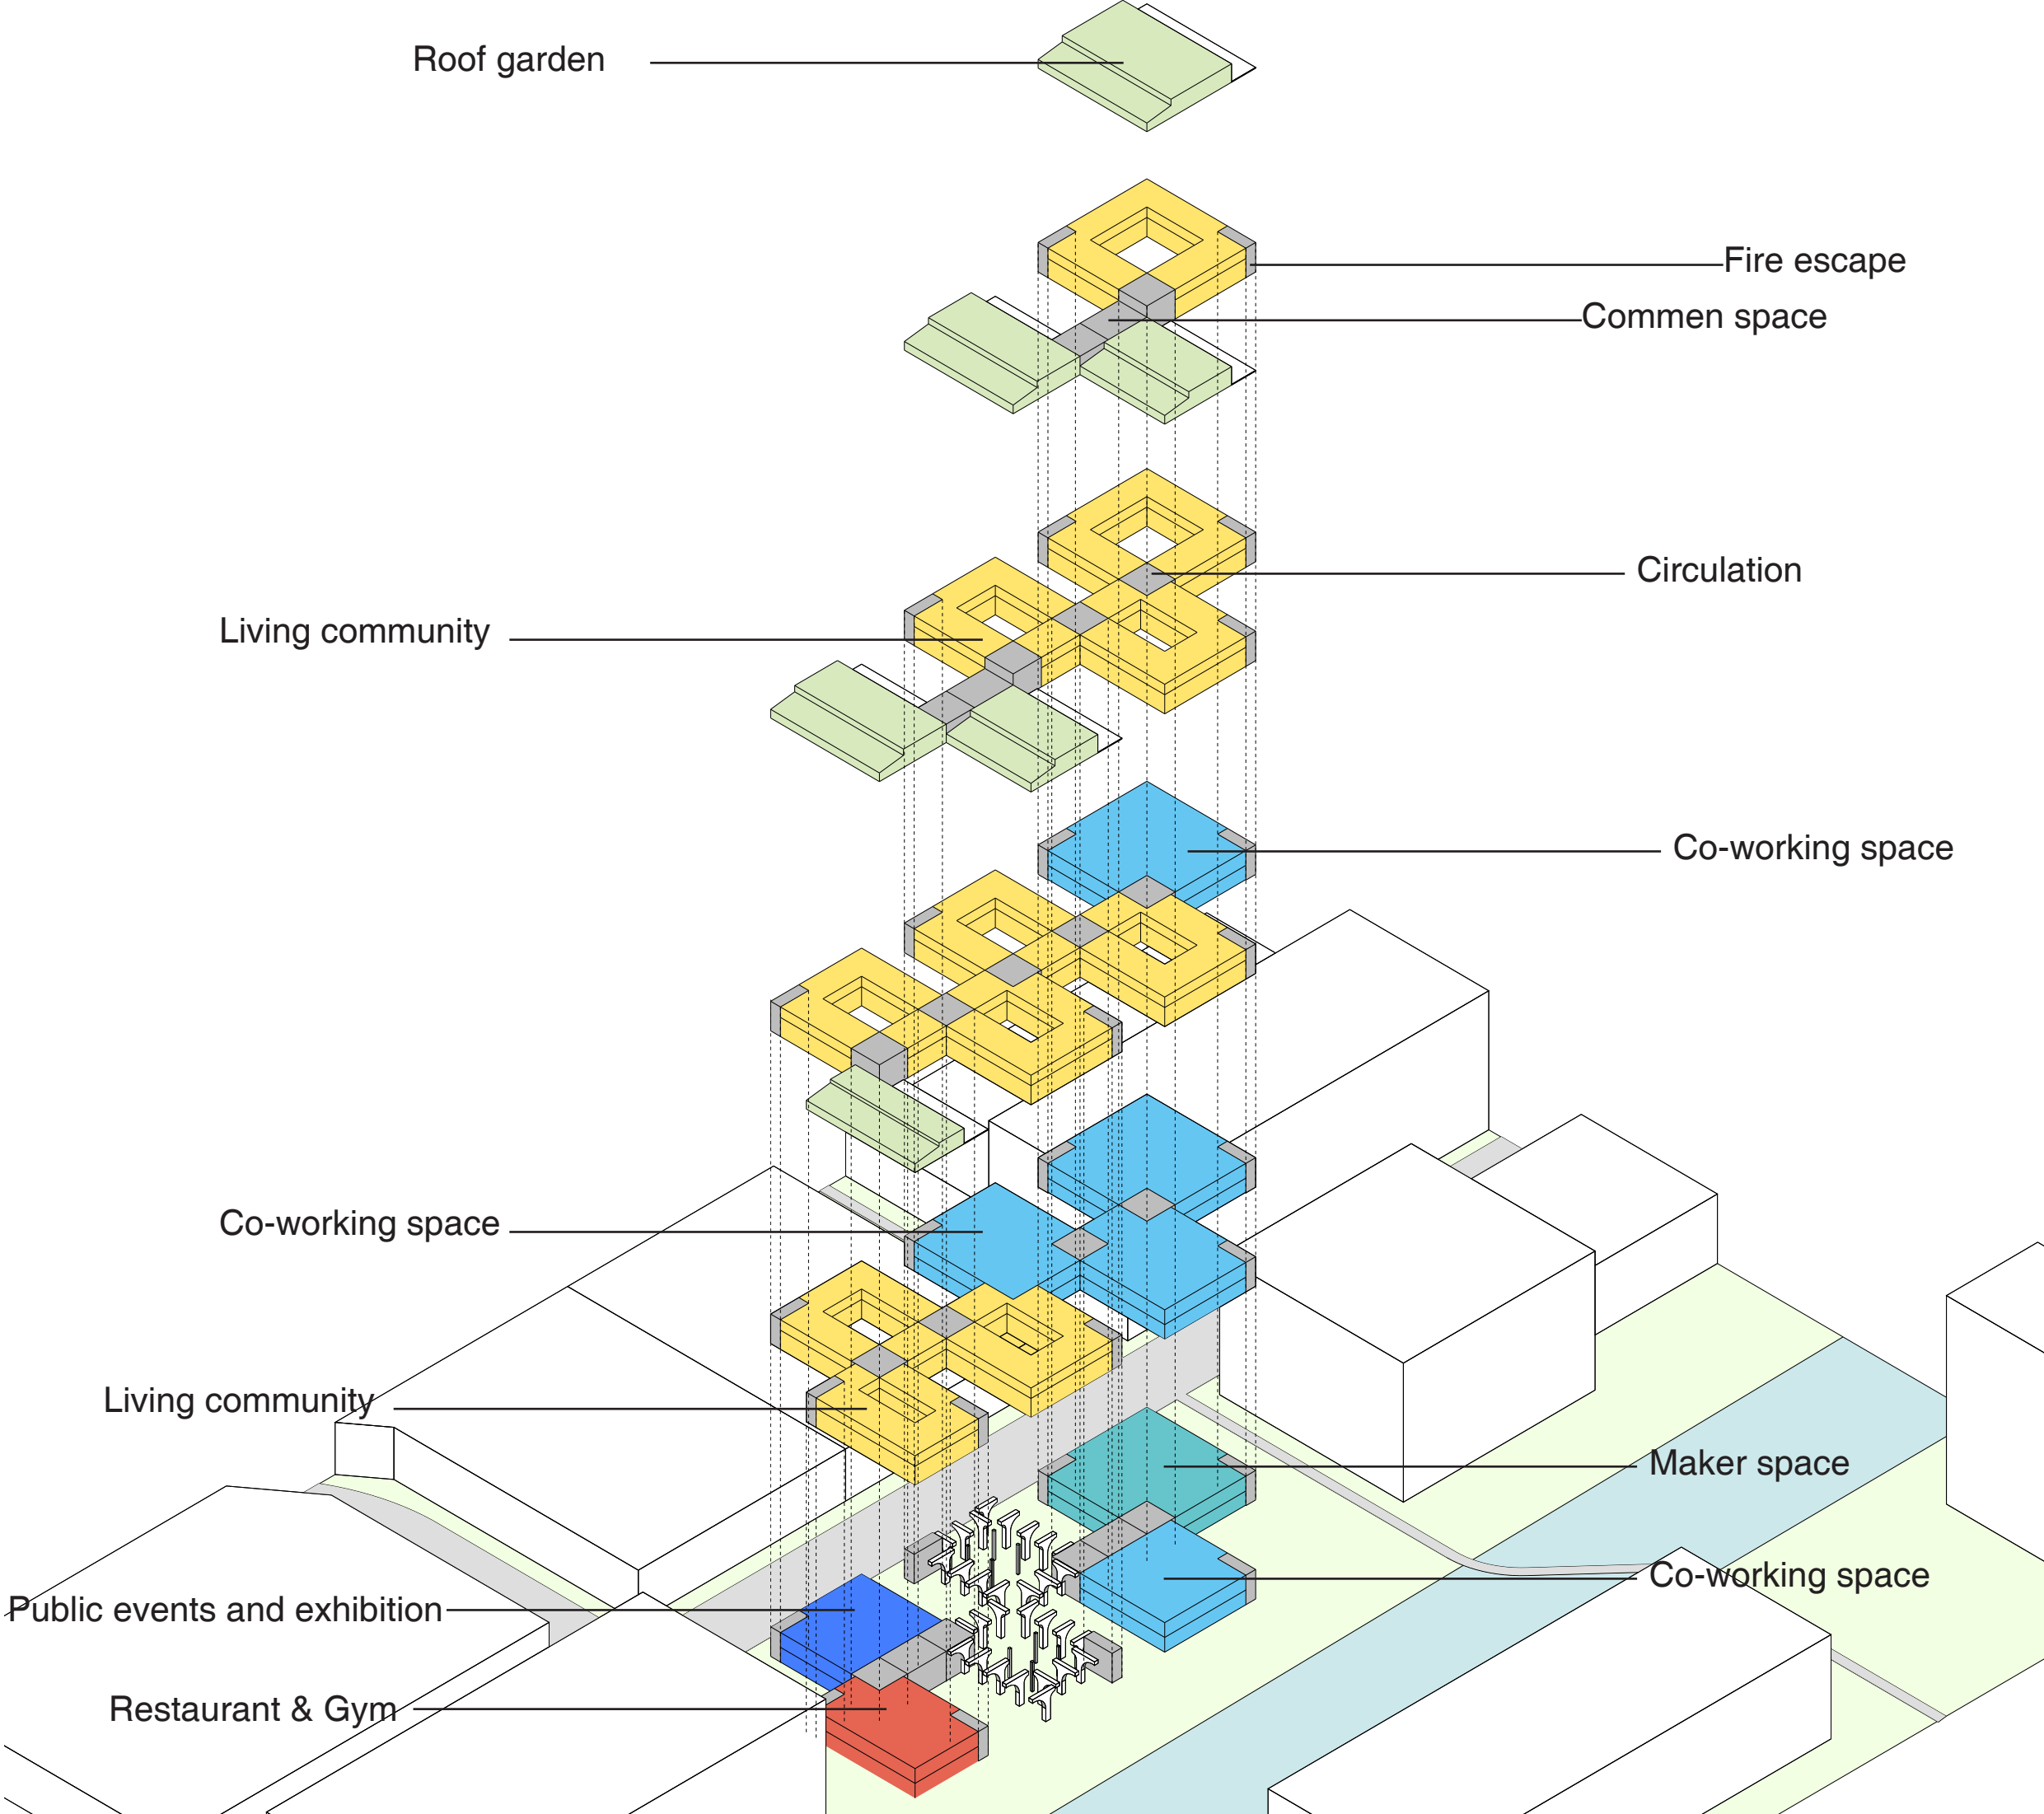 Roof garden
Fire escape
Commen space
Circulation
Living community
Co-working space
Co-working space
Living community
Maker space
Co-working space
Public events and exhibition
Restaurant & Gym